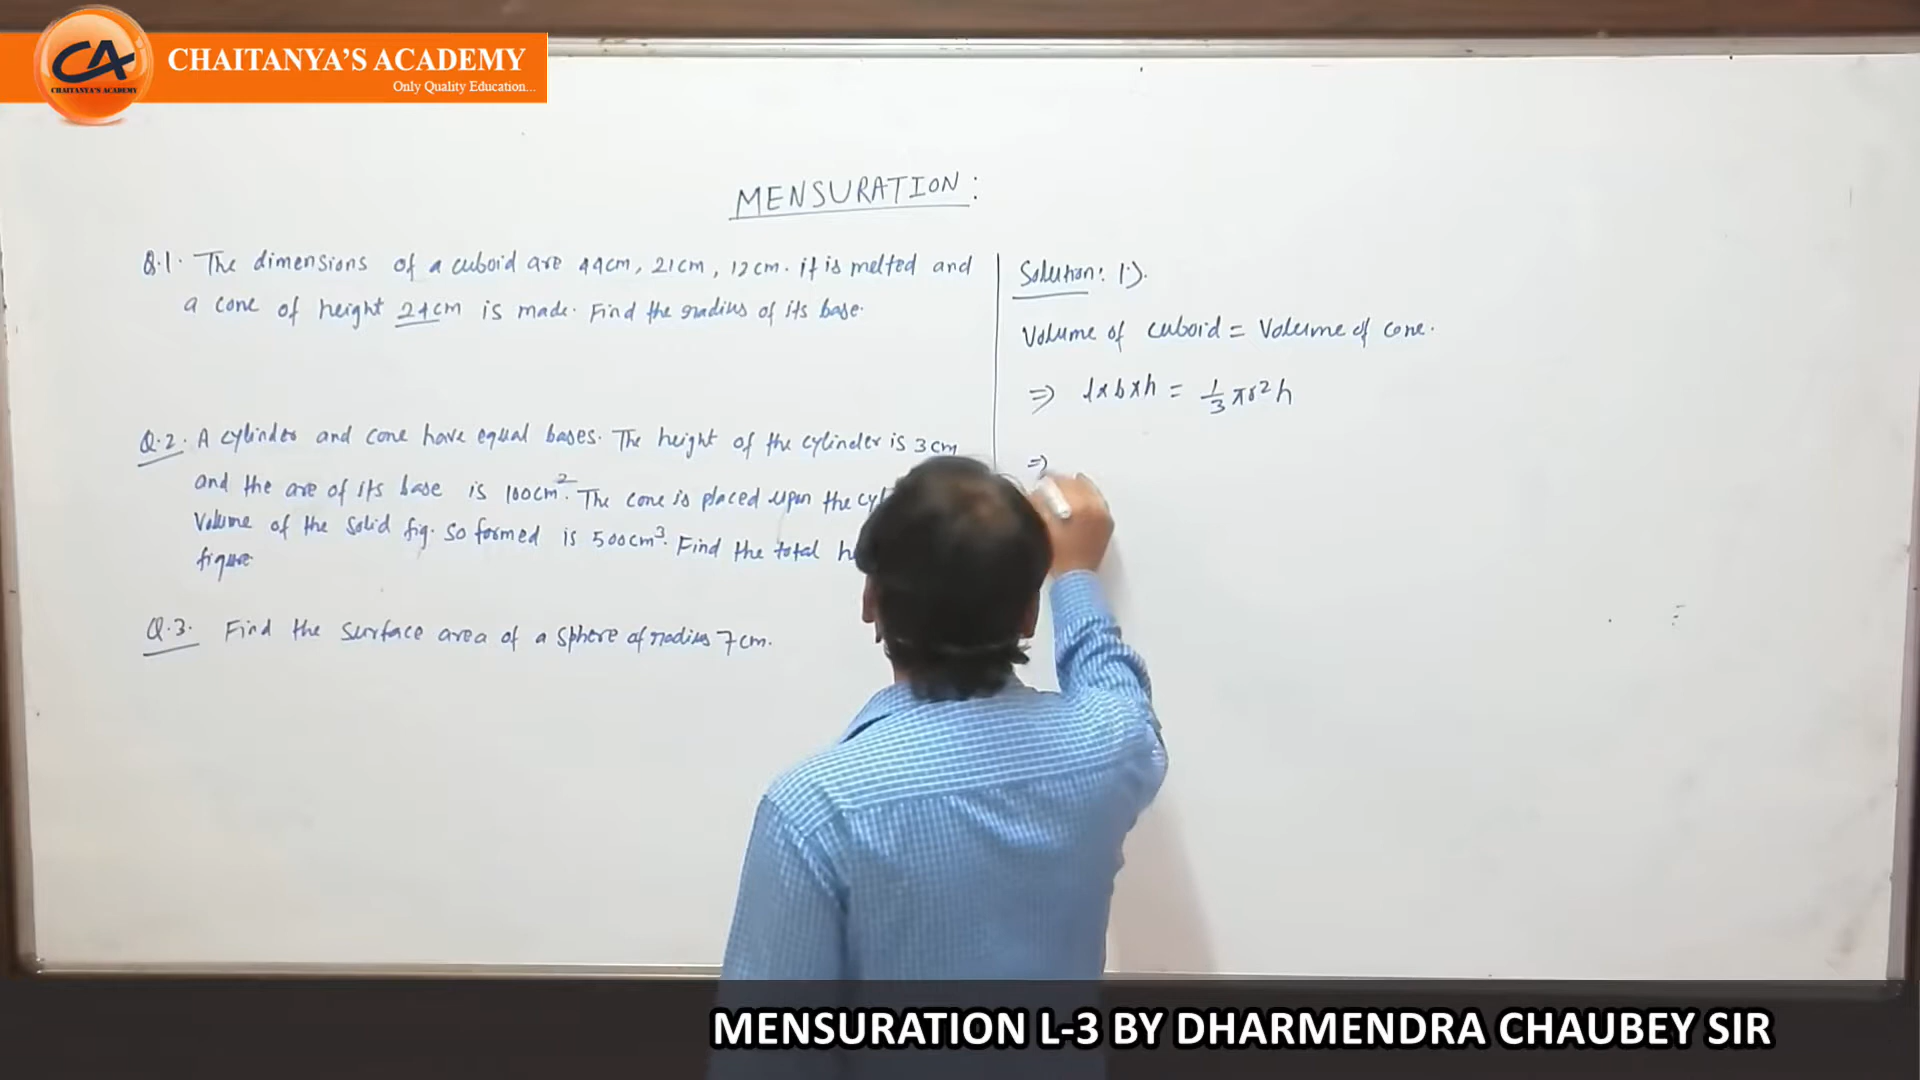 CA
CHAITANYA'S ACADEMY
CHAITANYA'S ACADEMY
Only Quality Education...
MENSURATION:
Q.1. The dimensions of a cuboid are 44cm, 21cm, 12cm. it is melted and
a cone of height 24cm is made. Find the radius of its base.
Q.2. A cylinder and cone have equal bases. The height of the cylinder is 3cm
and the are of its base is 100cm². The cone is placed upon the cyl
Volume of the solid fig. so formed is 500cm³. Find the total h
figure
Q.3. Find the surface area of a sphere of radius 7cm.
Solution: 1).
Volume of cuboid = Volume of cone.
⇒ l×b×h = 1/3 πr²h
⇒
MENSURATION L-3 BY DHARMENDRA CHAUBEY SIR